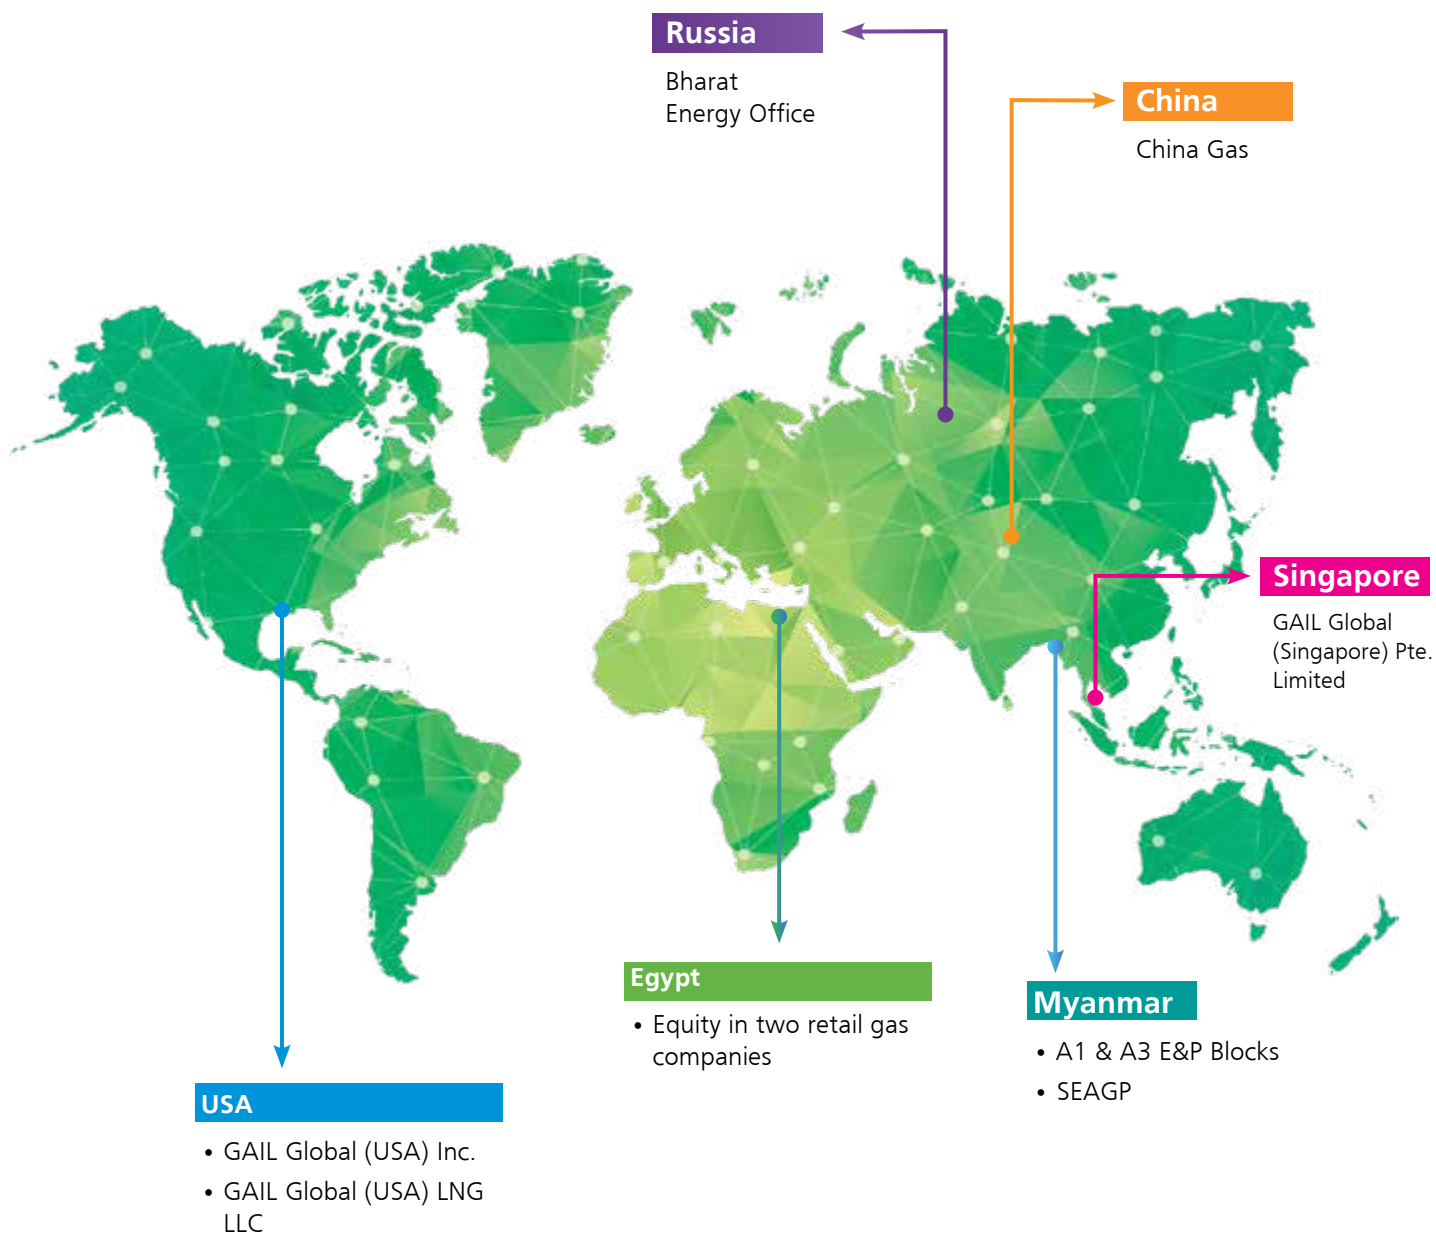 Russia
Bharat
Energy Office
China
China Gas
Singapore
GAIL Global
(Singapore) Pte.
Limited
Egypt
• Equity in two retail gas
companies
Myanmar
• A1 & A3 E&P Blocks
• SEAGP
USA
• GAIL Global (USA) Inc.
• GAIL Global (USA) LNG
LLC